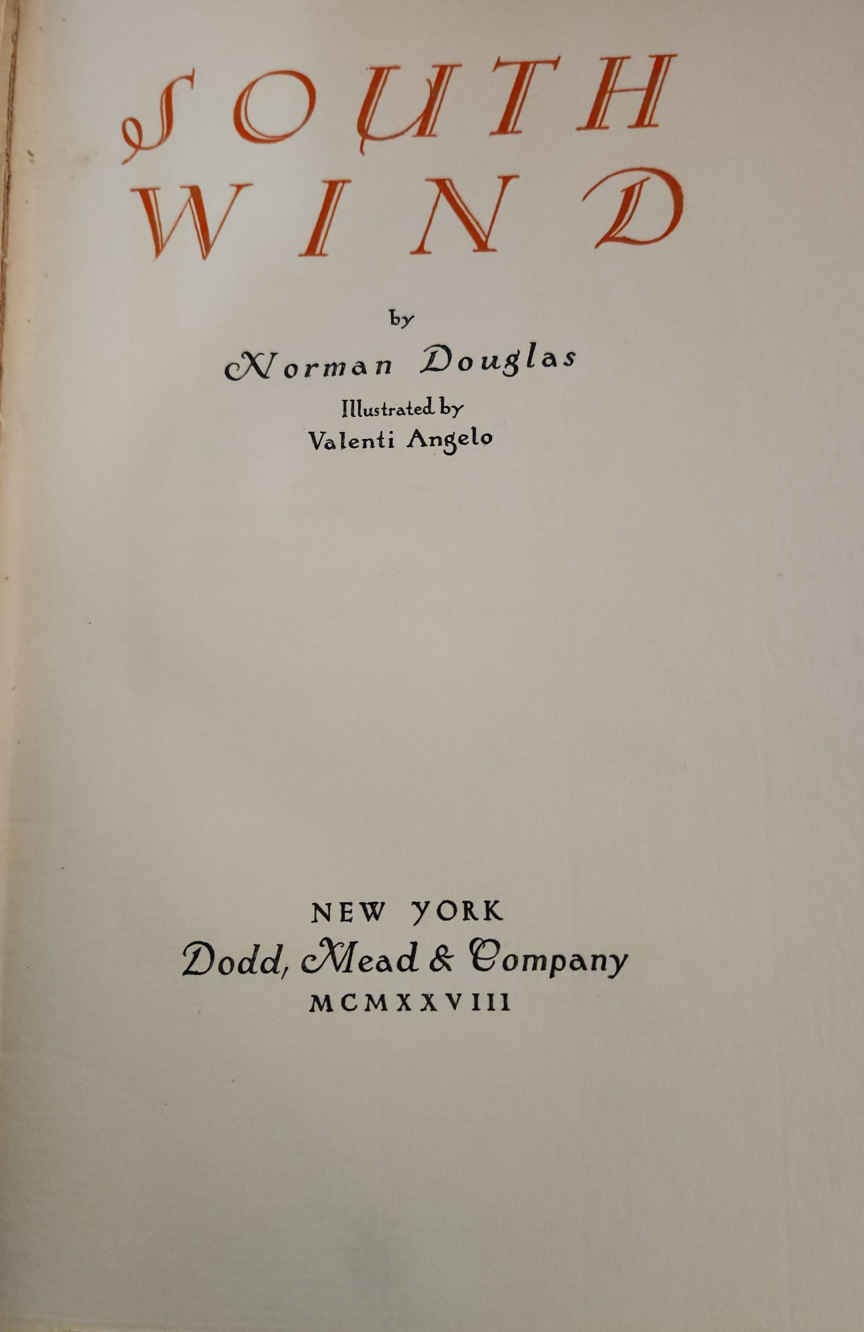 SOUTH
WIND
by
Norman Douglas
Illustrated by
Valenti Angelo
NEW YORK
Dodd, Mead & Company
MCMXXVIII